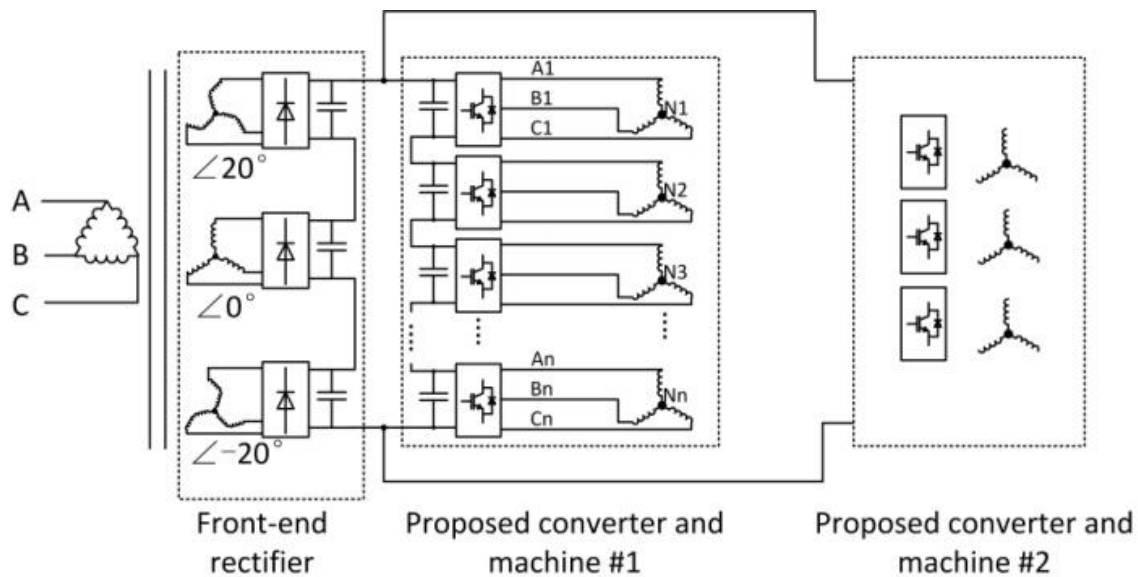 A
B
C
∠20°
∠0°
∠−20°
A1
B1
C1
N1
N2
N3
An
Bn
Cn
Nn
Front-end
rectifier
Proposed converter and
machine #1
Proposed converter and
machine #2